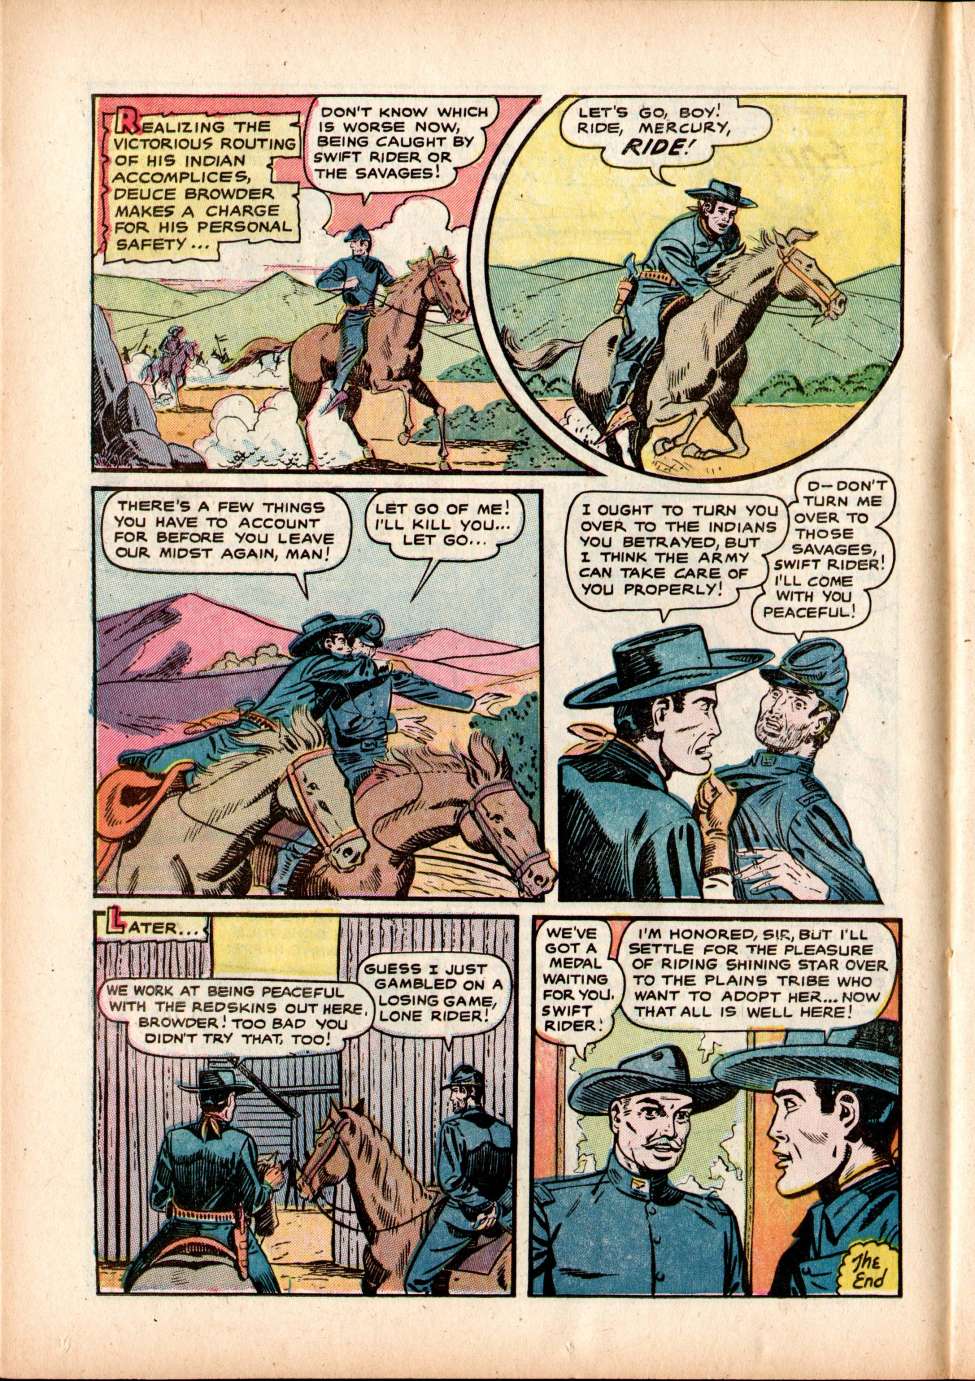 REALIZING THE
VICTORIOUS ROUTING
OF HIS INDIAN
ACCOMPLICES,
DEUCE BROWDER
MAKES A CHARGE
FOR HIS PERSONAL
SAFETY...
DON'T KNOW WHICH
IS WORSE NOW,
BEING CAUGHT BY
SWIFT RIDER OR
THE SAVAGES!
LET'S GO, BOY!
RIDE, MERCURY,
RIDE!
THERE'S A FEW THINGS
YOU HAVE TO ACCOUNT
FOR BEFORE YOU LEAVE
OUR MIDST AGAIN, MAN!
LET GO OF ME!
I'LL KILL YOU...
LET GO...
I OUGHT TO TURN YOU
OVER TO THE INDIANS
YOU BETRAYED, BUT
I THINK THE ARMY
CAN TAKE CARE OF
YOU PROPERLY!
D-DON'T
TURN ME
OVER TO
THOSE
SAVAGES,
SWIFT RIDER!
I'LL COME
WITH YOU
PEACEFUL!
LATER...
WE WORK AT BEING PEACEFUL
WITH THE REDSKINS OUT HERE,
BROWDER! TOO BAD YOU
DIDN'T TRY THAT, TOO!
GUESS I JUST
GAMBLED ON A
LOSING GAME,
LONE RIDER!
WE'VE
GOT A
MEDAL
WAITING
FOR YOU,
SWIFT
RIDER!
I'M HONORED, SIR, BUT I'LL
SETTLE FOR THE PLEASURE
OF RIDING SHINING STAR OVER
TO THE PLAINS TRIBE WHO
WANT TO ADOPT HER... NOW
THAT ALL IS WELL HERE!
The
End